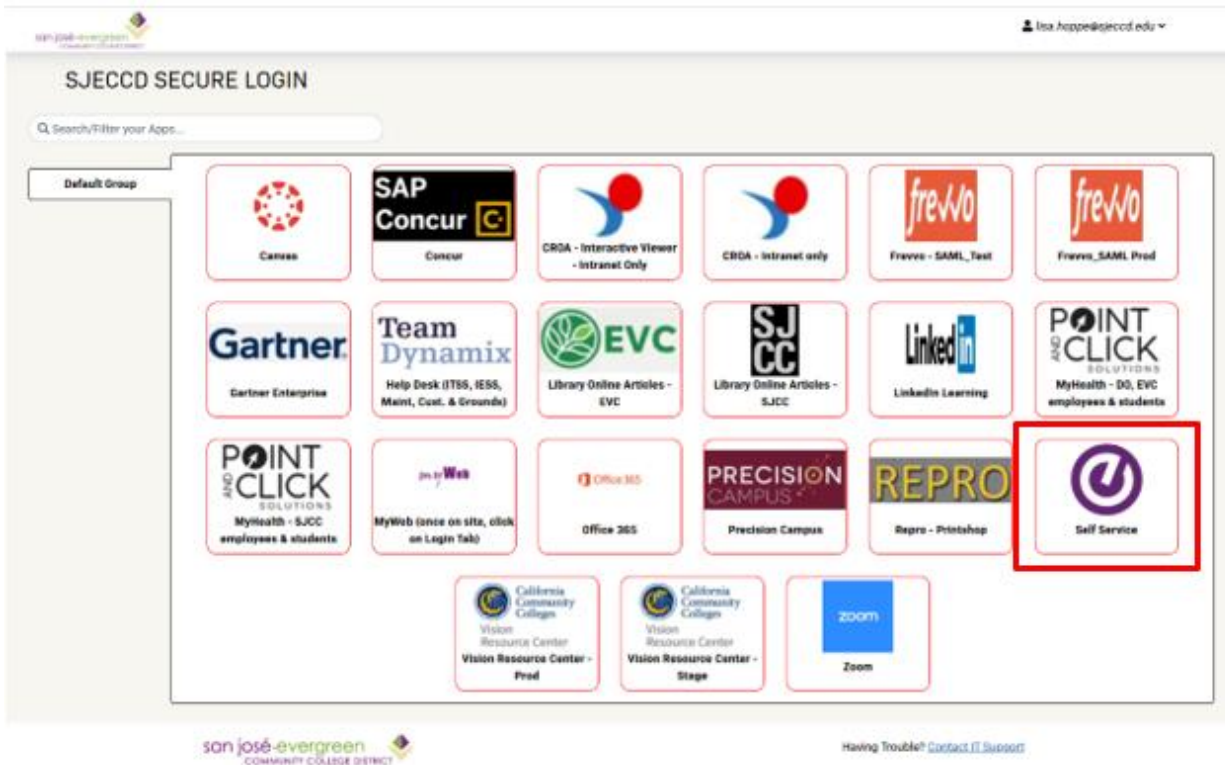 san josé-evergreen
COMMUNITY COLLEGE DISTRICT
lisa.hoppe@sjeccd.edu
SJECCD SECURE LOGIN
Search/Filter your Apps...
Default Group
Canvas
SAP
Concur C
Concur
CROA - Interactive Viewer
- Intranet Only
CROA - Intranet only
frevvo
Frevvo - SAML_Test
frevvo
Frevvo_SAML Prod
Gartner
Gartner Enterprise
Team
Dynamix
Help Desk (ITSS, IESS,
Maint, Cust. & Grounds)
EVC
Library Online Articles -
EVC
SJ
CC
Library Online Articles -
SJCC
Linked in
LinkedIn Learning
POINT
AND CLICK
SOLUTIONS
MyHealth - DO, EVC
employees & students
POINT
AND CLICK
SOLUTIONS
MyHealth - SJCC
employees & students
Web
MyWeb (once on site, click
on Login Tab)
Office 365
Office 365
PRECISION
CAMPUS
Precision Campus
REPRO
Repro - Printshop
Self Service
California
Community
Colleges
Vision
Resource Center
Vision Resource Center -
Prod
California
Community
Colleges
Vision
Resource Center
Vision Resource Center -
Stage
zoom
Zoom
san josé-evergreen
COMMUNITY COLLEGE DISTRICT
Having Trouble? Contact IT Support